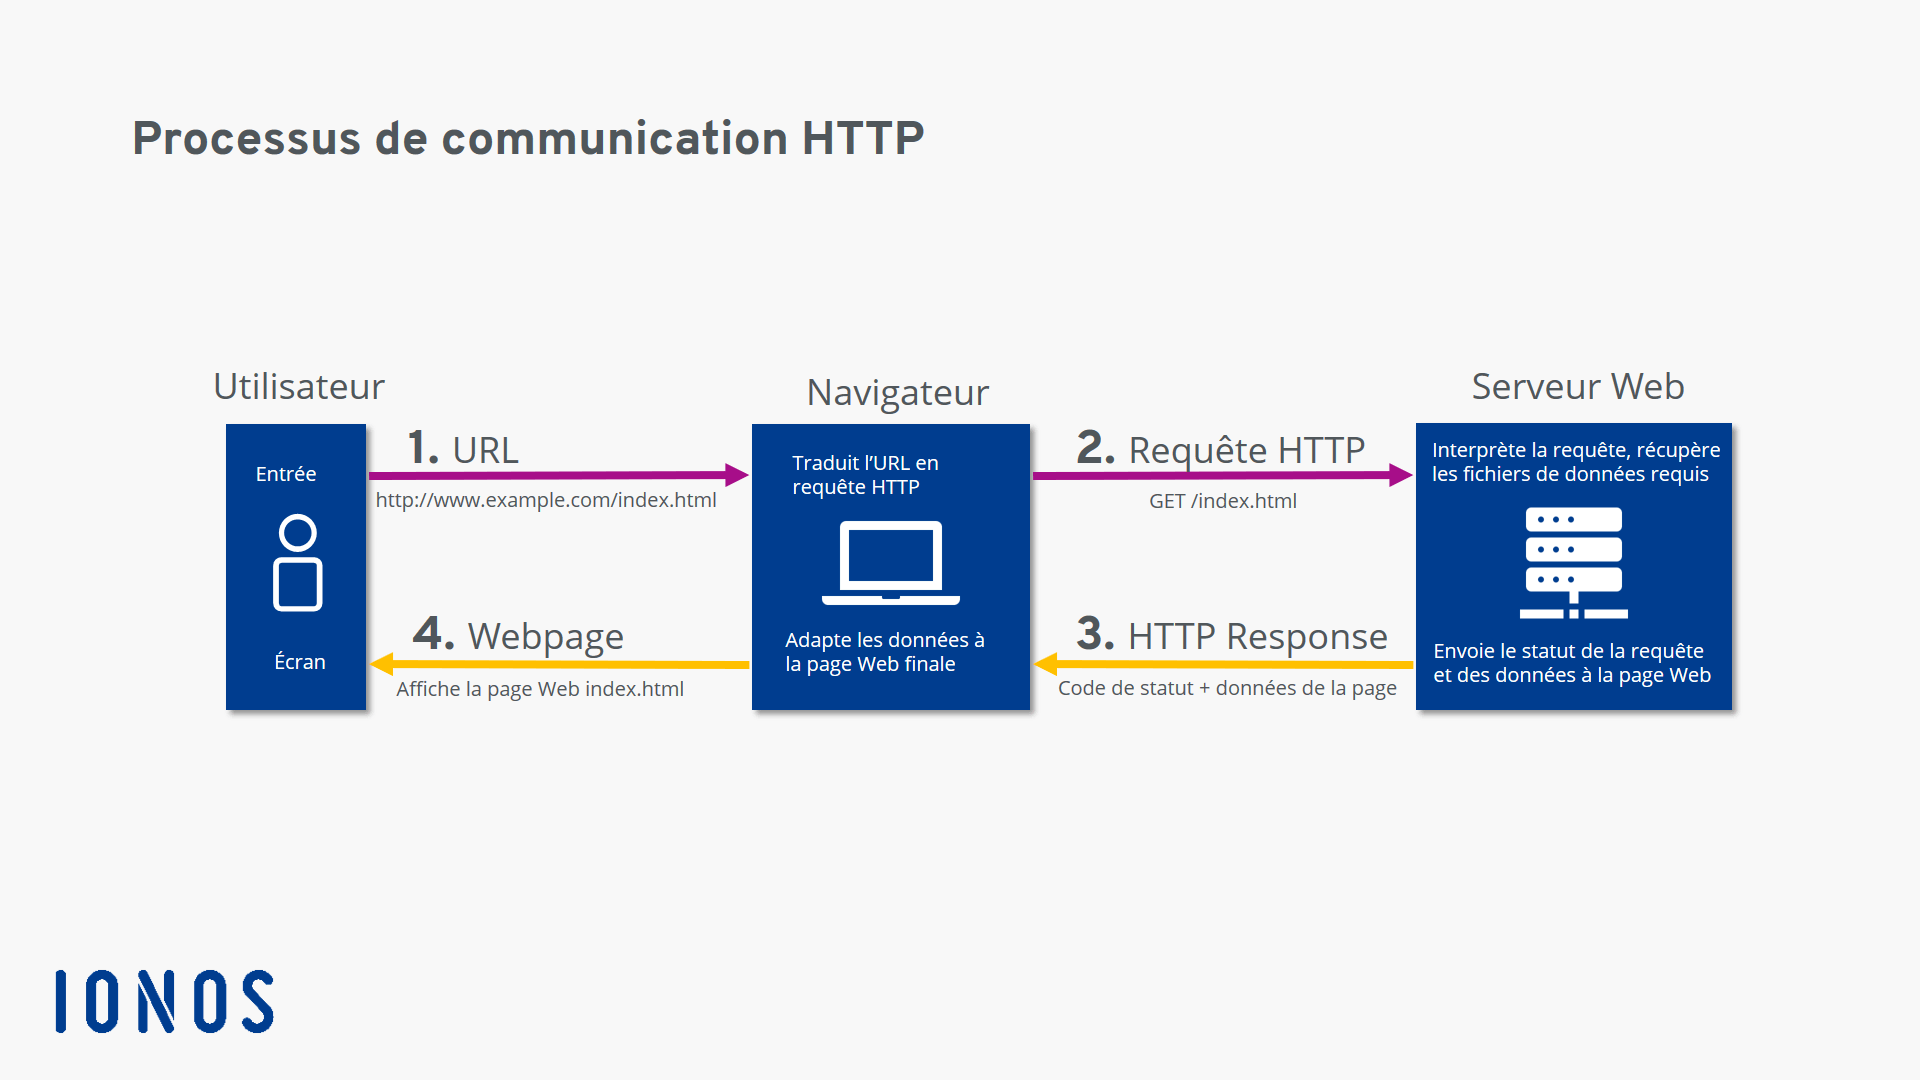 Processus de communication HTTP
Utilisateur
Navigateur
Serveur Web
Entrée
Écran
1. URL
http://www.example.com/index.html
4. Webpage
Affiche la page Web index.html
Traduit l’URL en
requête HTTP
Adapte les données à
la page Web finale
2. Requête HTTP
GET /index.html
3. HTTP Response
Code de statut + données de la page
Interprète la requête, récupère
les fichiers de données requis
Envoie le statut de la requête
et des données à la page Web
IONOS